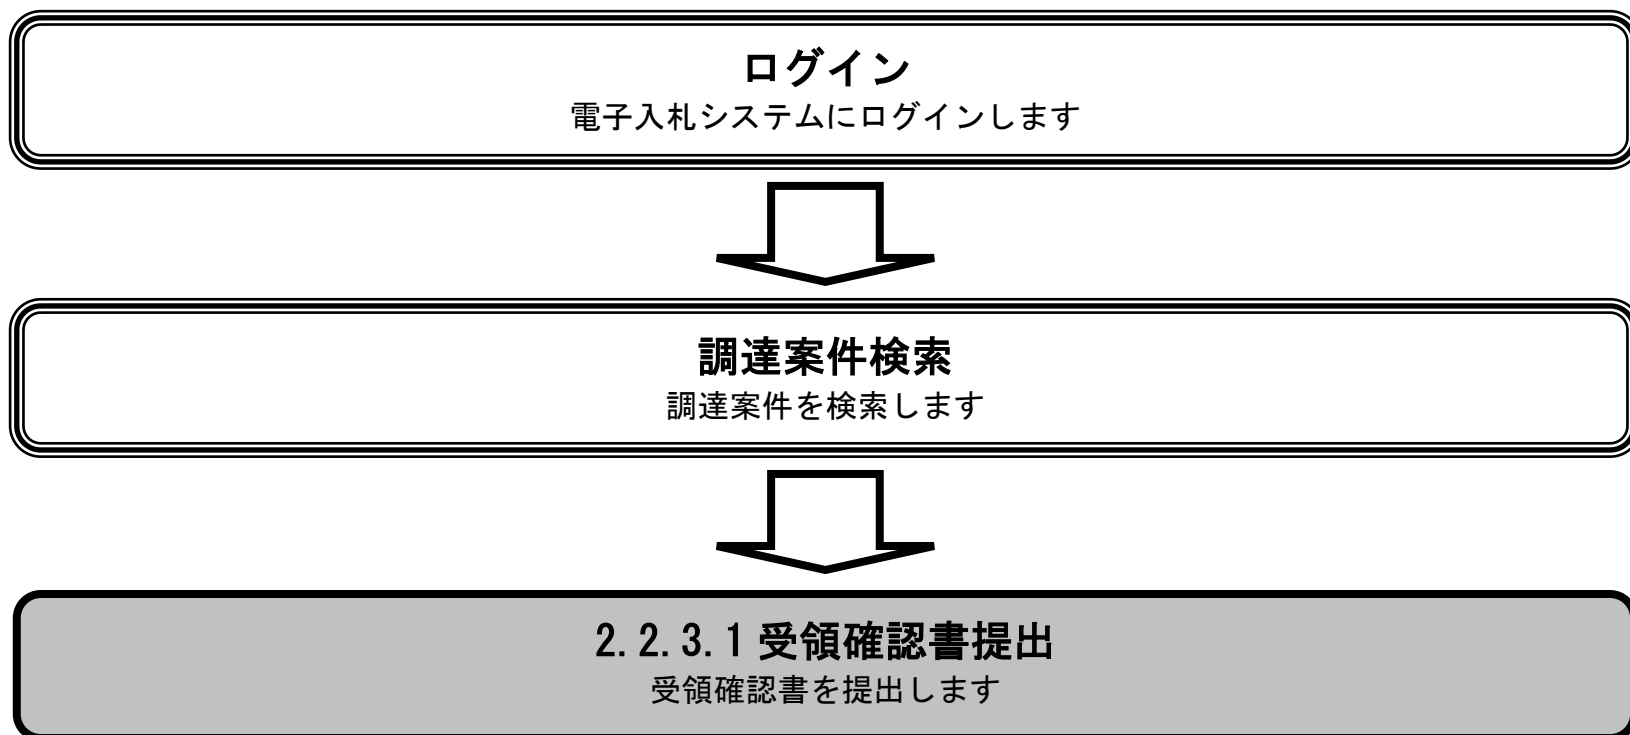 ログイン
電子入札システムにログインします
調達案件検索
調達案件を検索します
2.2.3.1 受領確認書提出
受領確認書を提出します